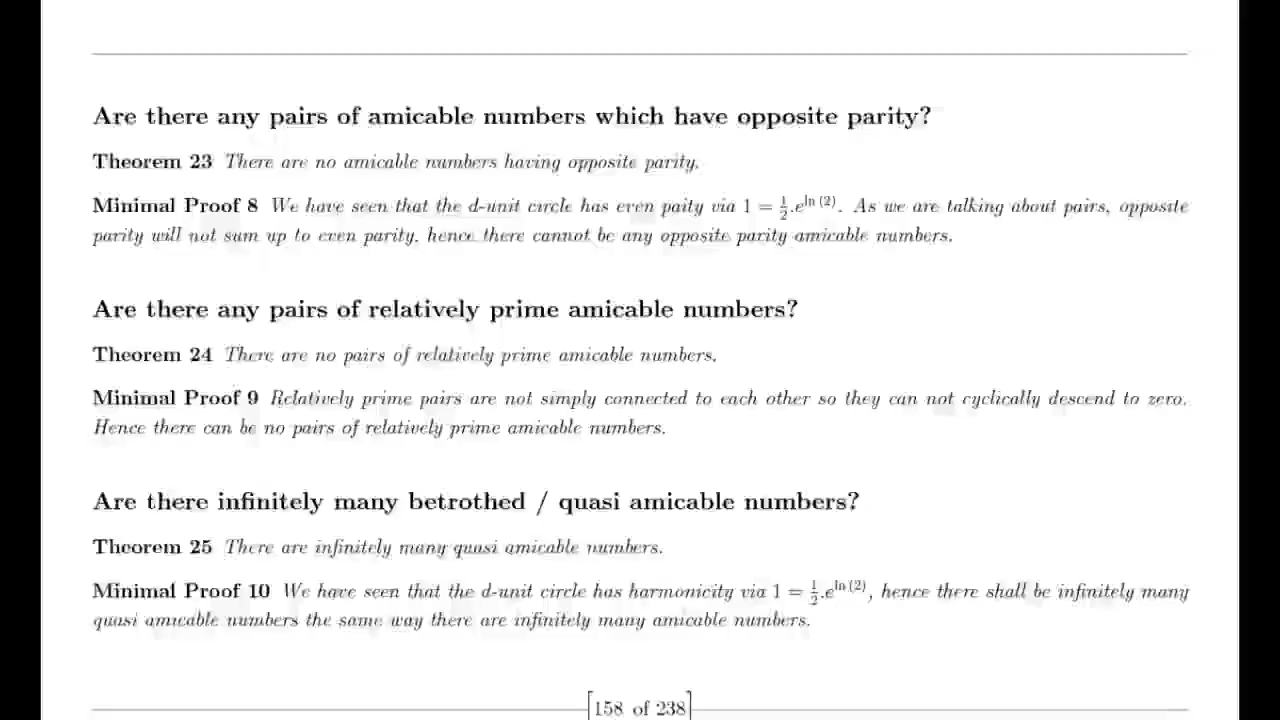 Are there any pairs of amicable numbers which have opposite parity?
Theorem 23 There are no amicable numbers having opposite parity.
Minimal Proof 8 We have seen that the d-unit circle has even paity via 1 = 1/2.e^ln (2). As we are talking about pairs, opposite
parity will not sum up to even parity. hence there cannot be any opposite parity amicable numbers.
Are there any pairs of relatively prime amicable numbers?
Theorem 24 There are no pairs of relatively prime amicable numbers.
Minimal Proof 9 Relatively prime pairs are not simply connected to each other so they can not cyclically descend to zero.
Hence there can be no pairs of relatively prime amicable numbers.
Are there infinitely many betrothed / quasi amicable numbers?
Theorem 25 There are infinitely many quasi amicable numbers.
Minimal Proof 10 We have seen that the d-unit circle has harmonicity via 1 = 1/2.e^ln (2), hence there shall be infinitely many
quasi amicable numbers the same way there are infinitely many amicable numbers.
[158 of 238]